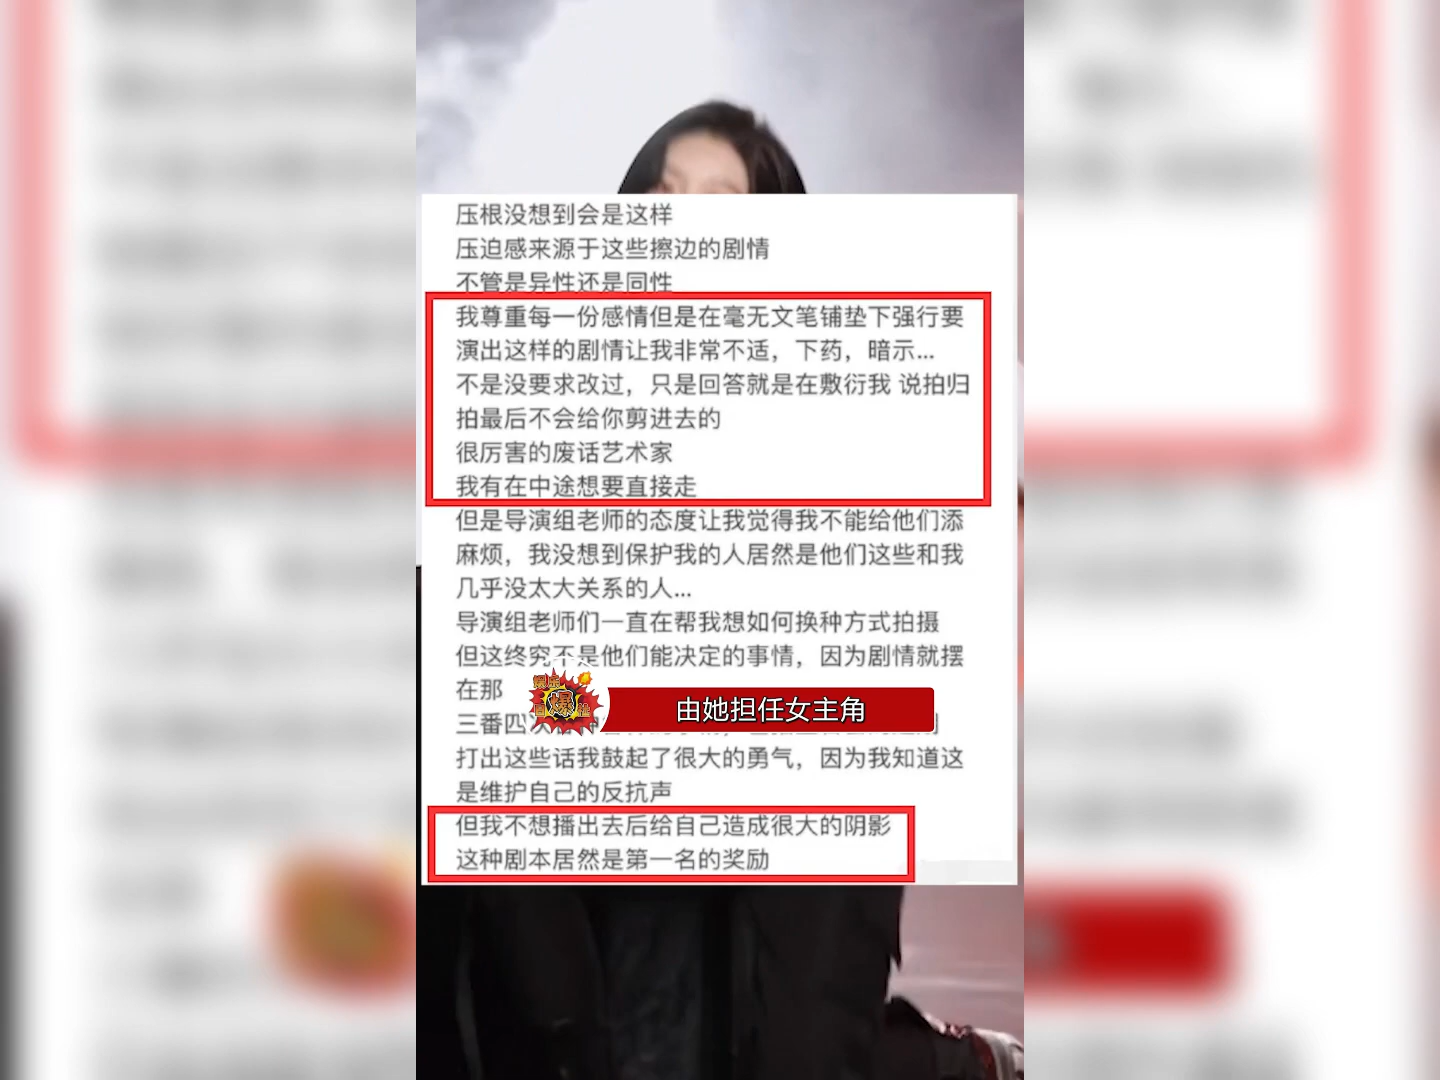 压根没想到会是这样
压迫感来源于这些擦边的剧情
不管是异性还是同性
我尊重每一份感情但是在毫无文笔铺垫下强行要
演出这样的剧情让我非常不适，下药，暗示...
不是没要求改过，只是回答就是在敷衍我 说拍归
拍最后不会给你剪进去的
很厉害的废话艺术家
我有在中途想要直接走
但是导演组老师的态度让我觉得我不能给他们添
麻烦，我没想到保护我的人居然是他们这些和我
几乎没太大关系的人...
导演组老师们一直在帮我想如何换种方式拍摄
但这终究不是他们能决定的事情，因为剧情就摆
在那
爆
由她担任女主角
三番四
打出这些话我鼓起了很大的勇气，因为我知道这
是维护自己的反抗声
但我不想播出去后给自己造成很大的阴影
这种剧本居然是第一名的奖励